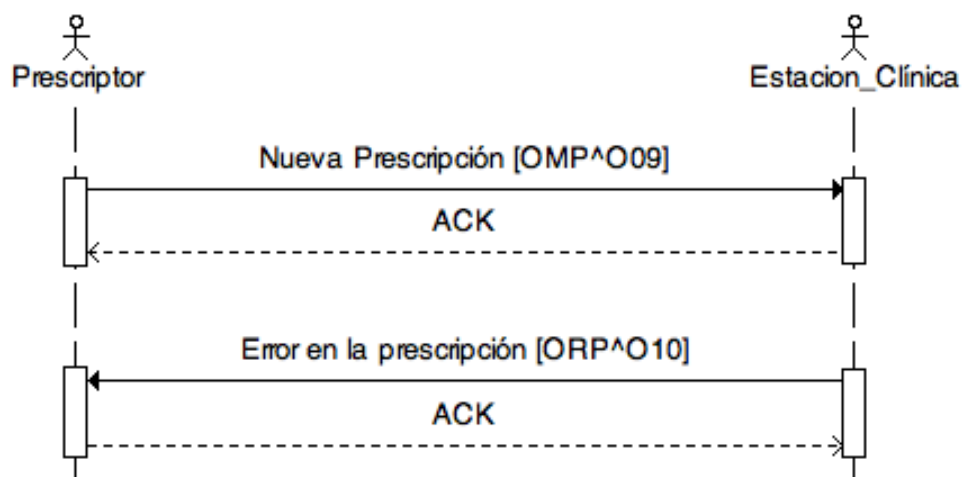 Prescriptor
Estacion_Clínica
Nueva Prescripción [OMP^O09]
ACK
Error en la prescripción [ORP^O10]
ACK